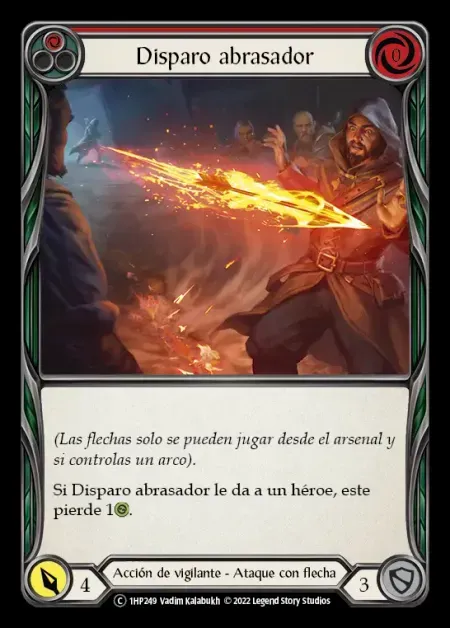 Disparo abrasador
0
(Las flechas solo se pueden jugar desde el arsenal y
si controlas un arco).
Si Disparo abrasador le da a un héroe, este
pierde 1.
4
Acción de vigilante - Ataque con flecha
3
C 1HP249 Vadim Kalabukh © 2022 Legend Story Studios